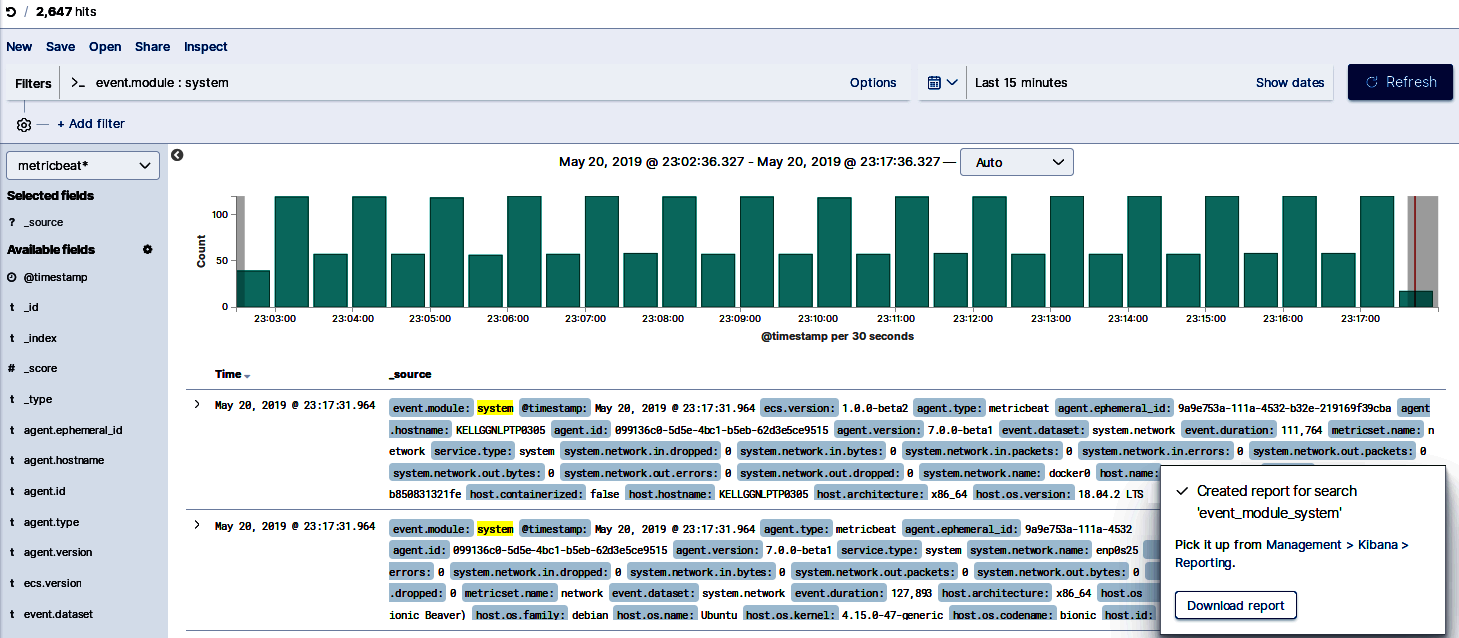 2,647 hits
New Save Open Share Inspect
Filters >_ event.module : system Options Last 15 minutes Show dates Refresh
+ Add filter
metricbeat*
Selected fields
? _source
Available fields
@timestamp
t _id
t _index
# _score
t _type
t agent.ephemeral_id
t agent.hostname
t agent.id
t agent.type
t agent.version
t ecs.version
t event.dataset
May 20, 2019 @ 23:02:36.327 - May 20, 2019 @ 23:17:36.327 — Auto
Count
100
50
0
23:03:00 23:04:00 23:05:00 23:06:00 23:07:00 23:08:00 23:09:00 23:10:00 23:11:00 23:12:00 23:13:00 23:14:00 23:15:00 23:16:00 23:17:00
@timestamp per 30 seconds
Time _source
May 20, 2019 @ 23:17:31.964 event.module: system @timestamp: May 20, 2019 @ 23:17:31.964 ecs.version: 1.0.0-beta2 agent.type: metricbeat agent.ephemeral_id: 9a9e753a-111a-4532-b32e-219169f39cba agent
.hostname: KELLGGNLPTP0305 agent.id: 099136c0-5d5e-4bc1-b5eb-62d3e5ce9515 agent.version: 7.0.0-beta1 event.dataset: system.network event.duration: 111,764 metricset.name: n
etwork service.type: system system.network.in.dropped: 0 system.network.in.bytes: 0 system.network.in.packets: 0 system.network.in.errors: 0 system.network.out.packets: 0
system.network.out.bytes: 0 system.network.out.errors: 0 system.network.out.dropped: 0 system.network.name: docker0 host.name:
b850831321fe host.containerized: false host.hostname: KELLGGNLPTP0305 host.architecture: x86_64 host.os.version: 18.04.2 LTS
May 20, 2019 @ 23:17:31.964 event.module: system @timestamp: May 20, 2019 @ 23:17:31.964 agent.type: metricbeat agent.ephemeral_id: 9a9e753a-111a-4532
agent.id: 099136c0-5d5e-4bc1-b5eb-62d3e5ce9515 agent.version: 7.0.0-beta1 service.type: system system.network.name: enp0s25
errors: 0 system.network.in.dropped: 0 system.network.in.bytes: 0 system.network.out.packets: 0 system.network.out.bytes: 0
.dropped: 0 metricset.name: network event.dataset: system.network event.duration: 127,893 host.architecture: x86_64 host.os
ionic Beaver) host.os.family: debian host.os.name: Ubuntu host.os.kernel: 4.15.0-47-generic host.os.codename: bionic host.id:
Created report for search
'event_module_system'
Pick it up from Management > Kibana >
Reporting.
Download report